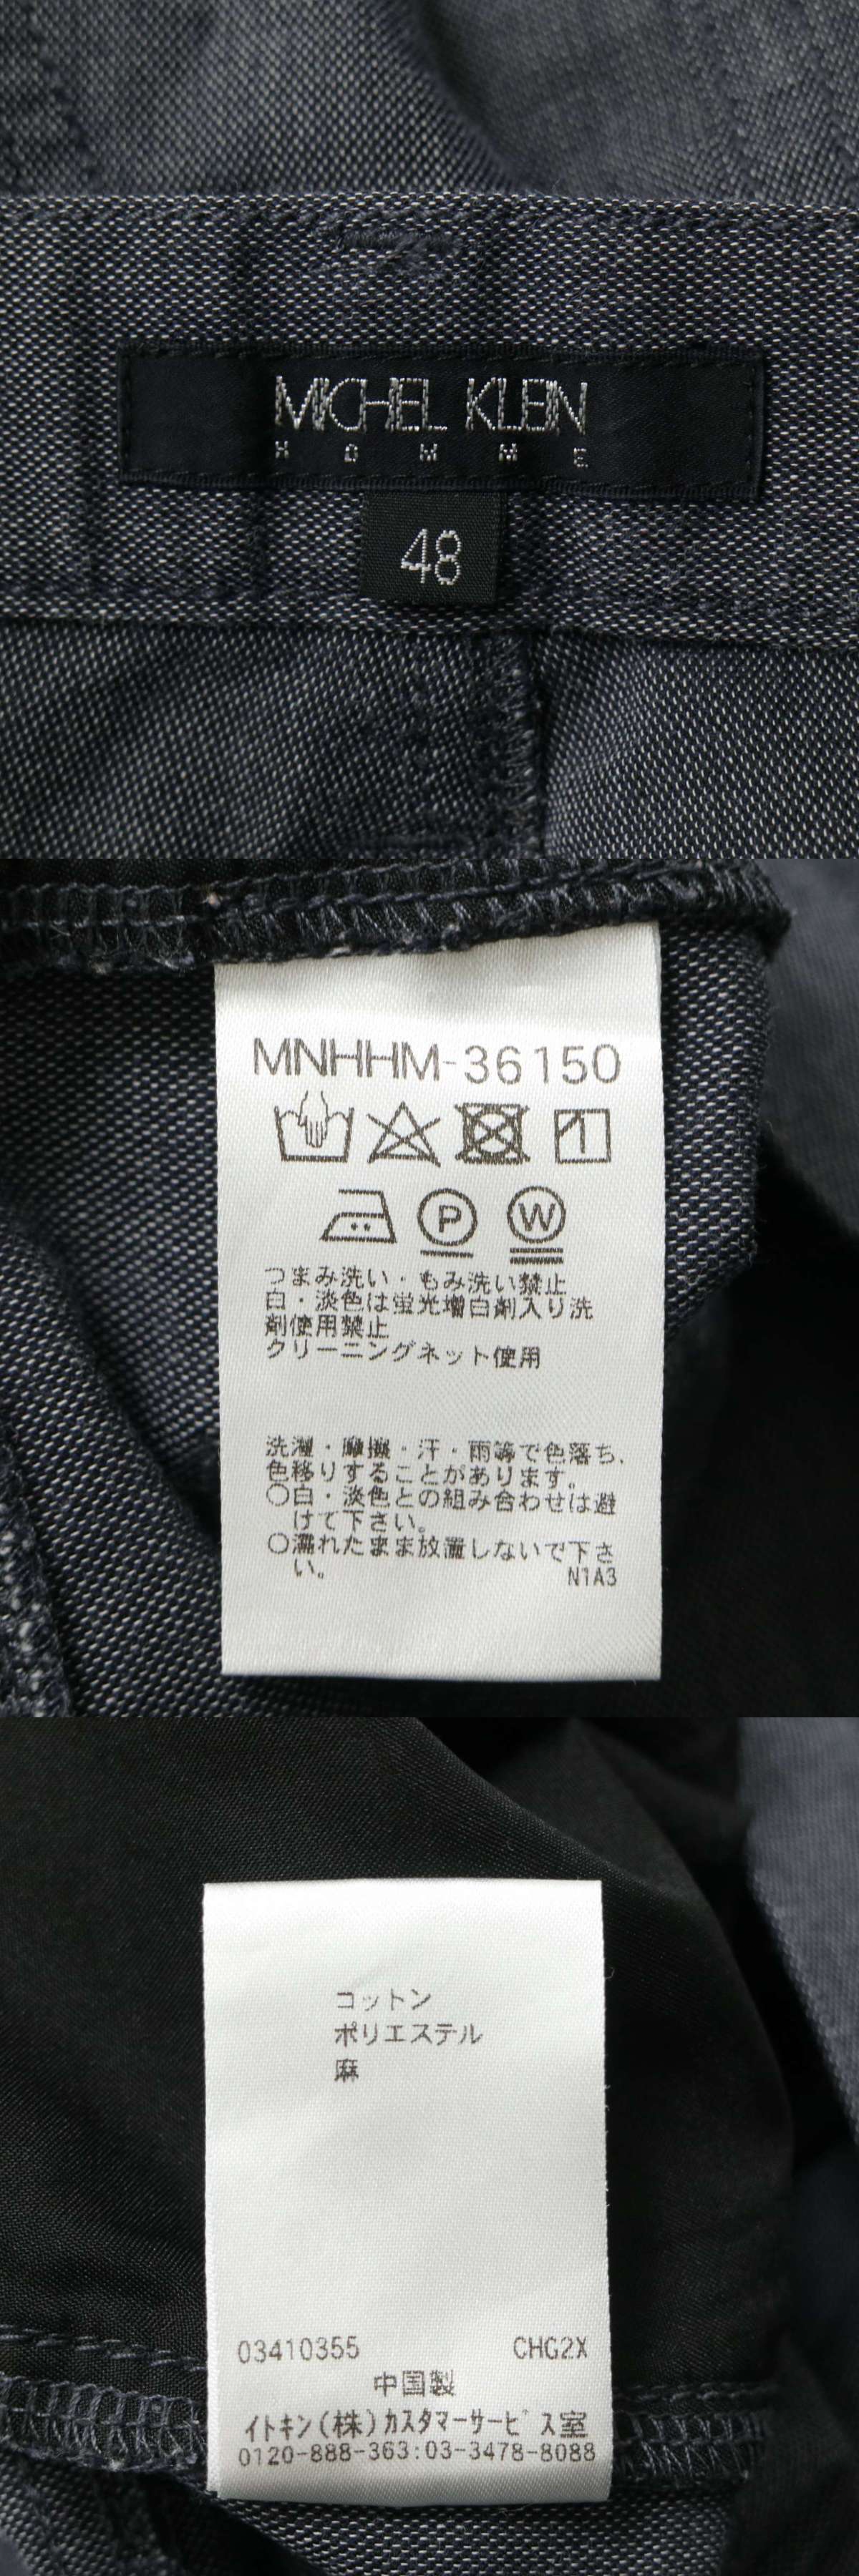 MICHEL KLEIN
HOMME
48
MNHHM-36150
P
W
つまみ洗い・もみ洗い禁止
白・淡色は蛍光増白剤入り洗
剤使用禁止
クリーニングネット使用
洗濯・摩擦・汗・雨等で色落ち、
色移りすることがあります。
○白・淡色との組み合わせは避
けて下さい。
○濡れたまま放置しないで下さ
い。
N1A3
コットン
ポリエステル
麻
03410355 CHG2X
中国製
イトキン(株)カスタマーサービス室
0120-888-363:03-3478-8088